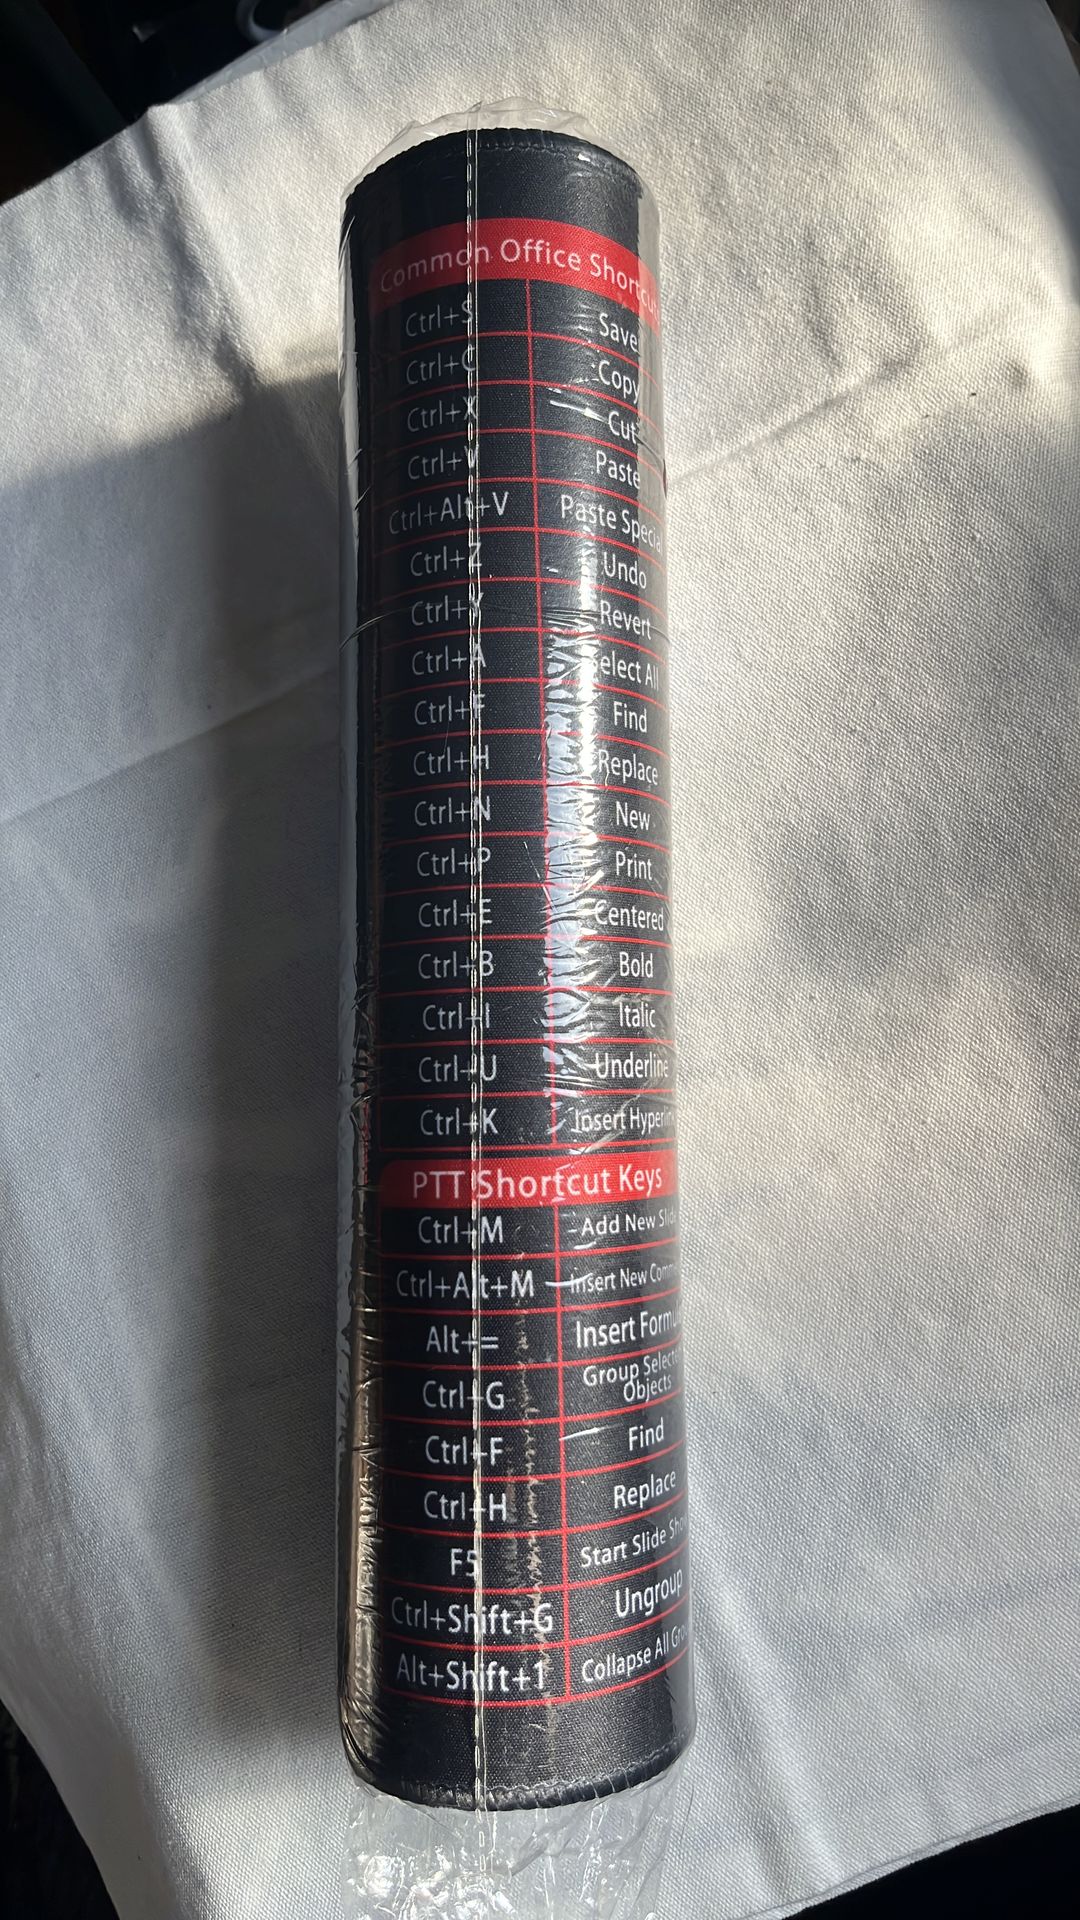 Common Office Shortcu
Ctrl+S Save
Ctrl+C Copy
Ctrl+X Cut
Ctrl+V Paste
Ctrl+Alt+V Paste Special
Ctrl+Z Undo
Ctrl+Y Revert
Ctrl+A Select All
Ctrl+F Find
Ctrl+H Replace
Ctrl+N New
Ctrl+P Print
Ctrl+E Centered
Ctrl+B Bold
Ctrl+I Italic
Ctrl+U Underline
Ctrl+K Insert Hyperlink
PTT Shortcut Keys
Ctrl+M Add New Slide
Ctrl+Alt+M Insert New Comm
Alt+= Insert Formu
Ctrl+G Group Selecte
Objects
Ctrl+F Find
Ctrl+H Replace
F5 Start Slide Show
Ctrl+Shift+G Ungroup
Alt+Shift+1 Collapse All Gro